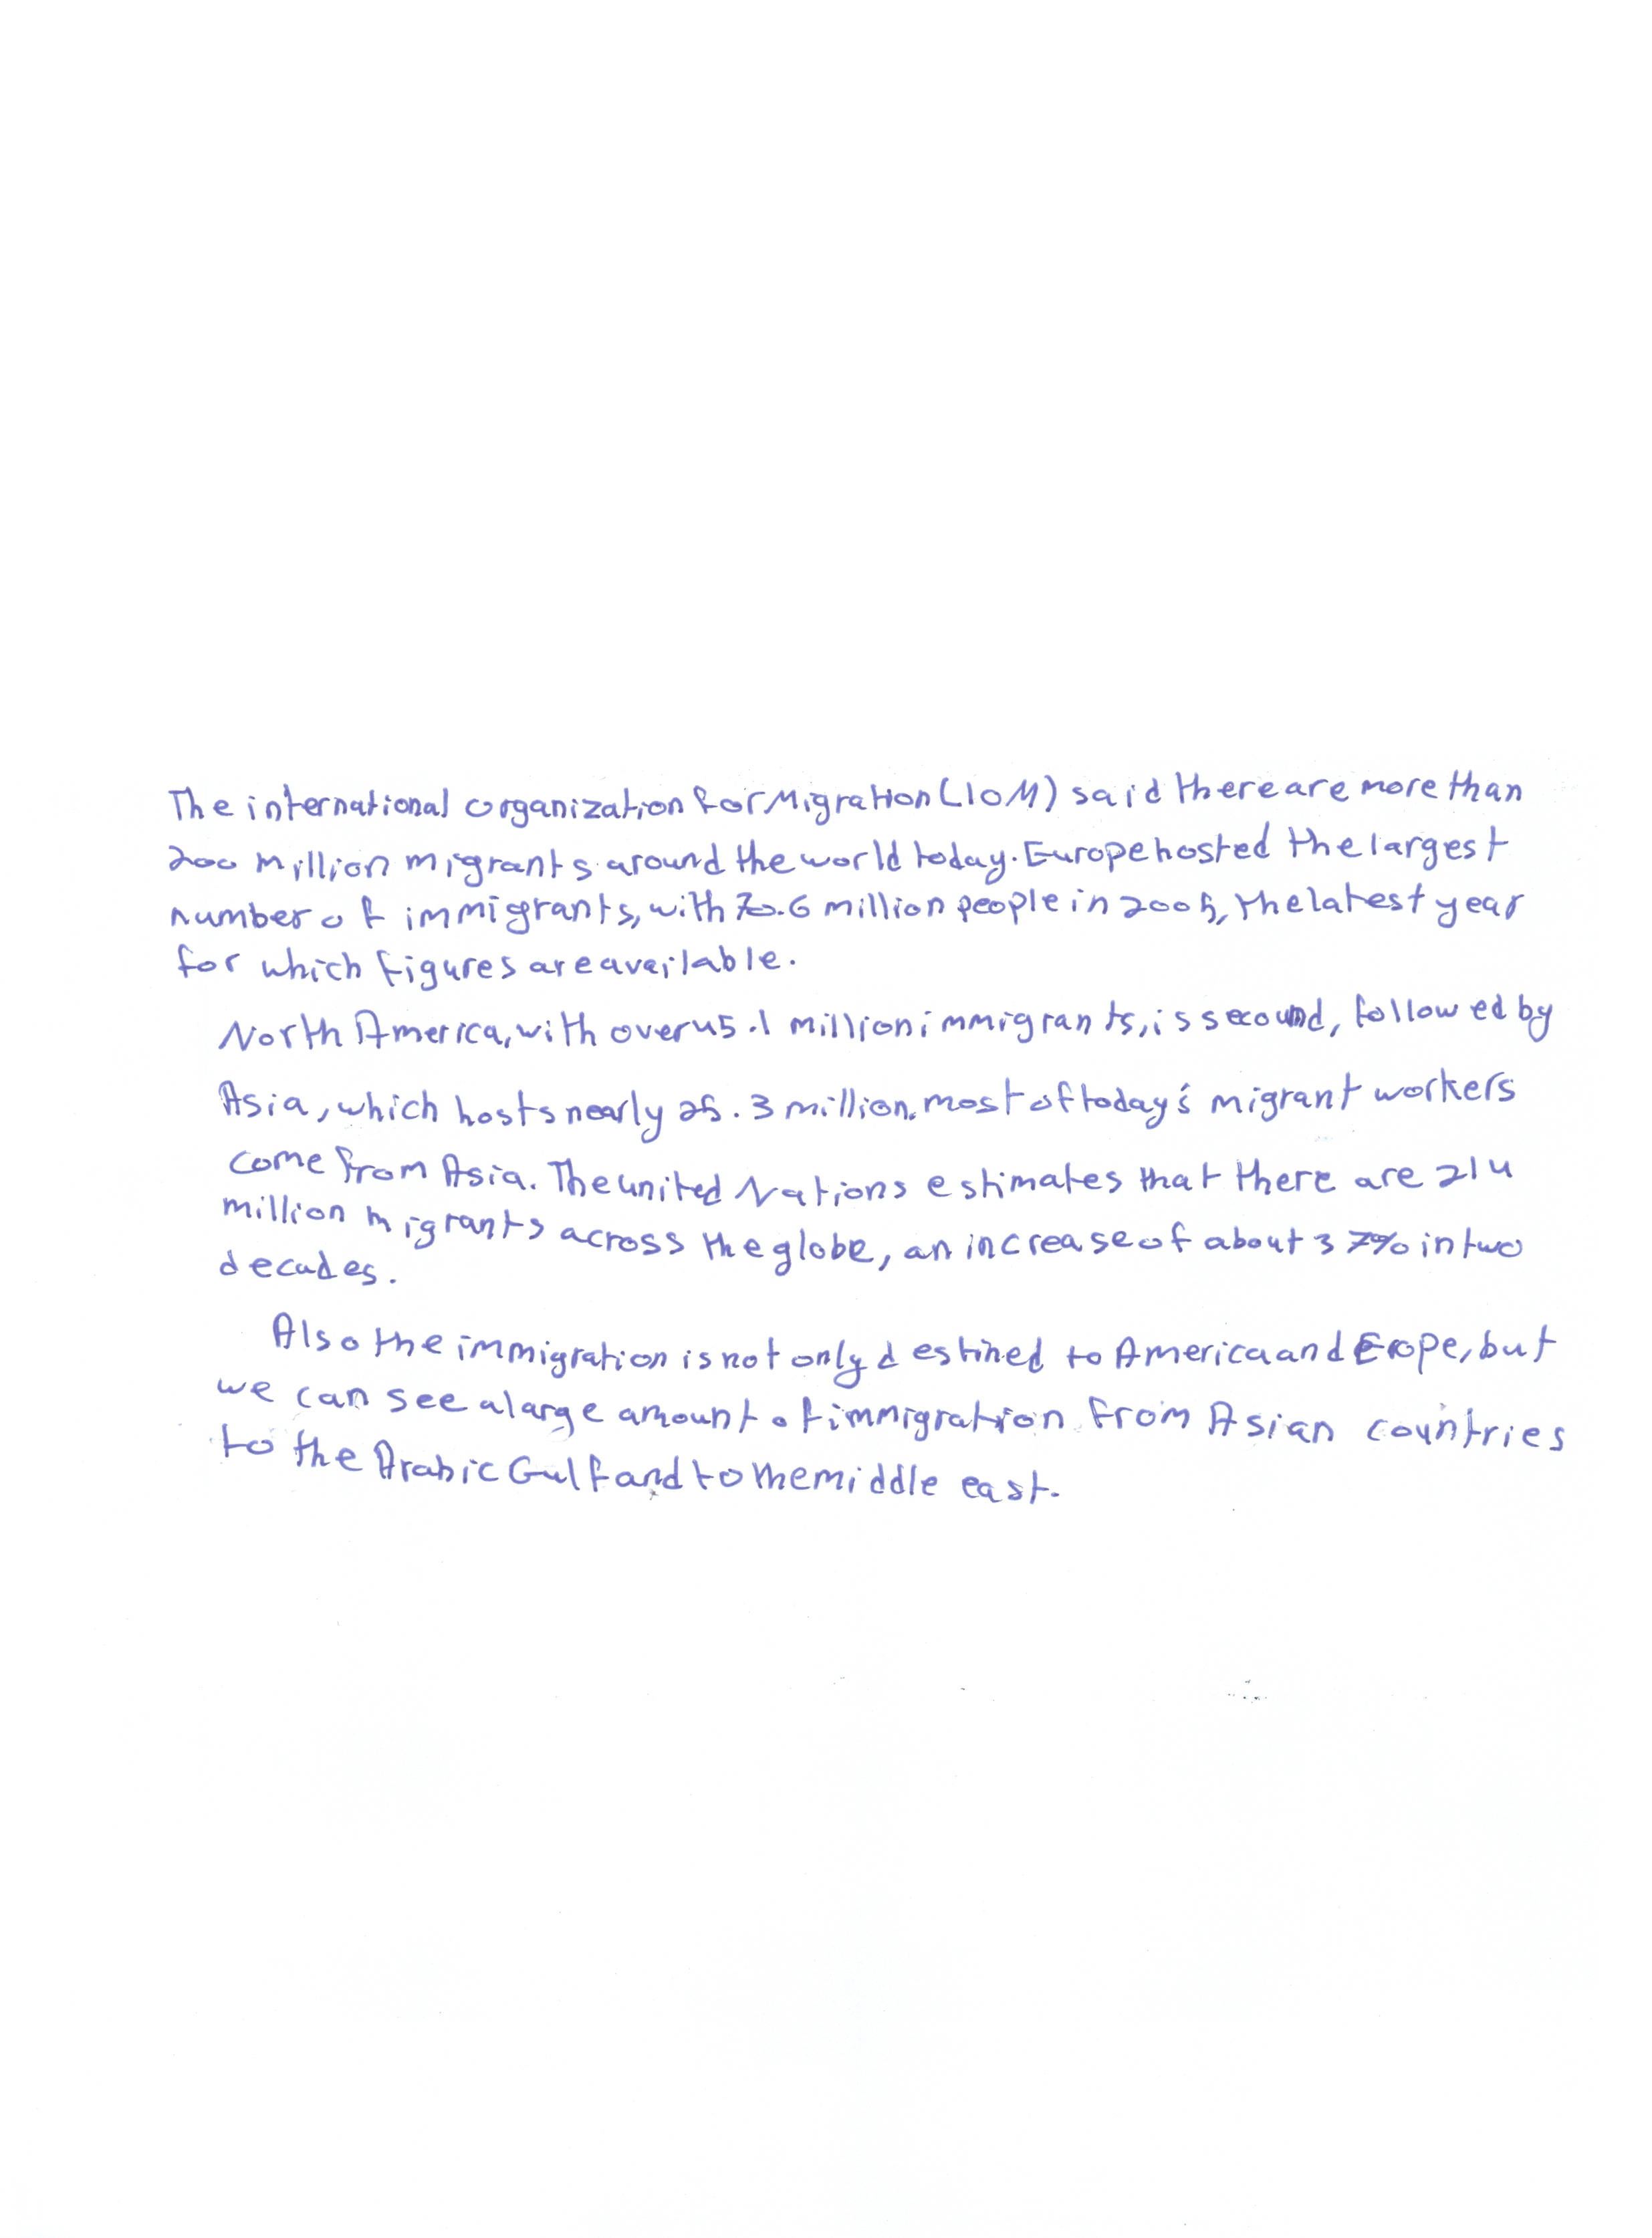 The international organization for Migration (IOM) said there are more than
200 million migrants around the world today. Europe hosted the largest
number of immigrants, with 70.6 million people in 2005, the latest year
for which figures are available.
North America, with over 45.1 million immigrants, is secound, followed by
Asia, which hosts nearly 25.3 million. most of today's migrant workers
come from Asia. The united Nations estimates that there are 214
million migrants across the globe, an increase of about 37% in two
decades.
Also the immigration is not only destined to America and Erope, but
we can see a large amount of immigration from Asian countries
to the Arabic Gulf and to the middle east.